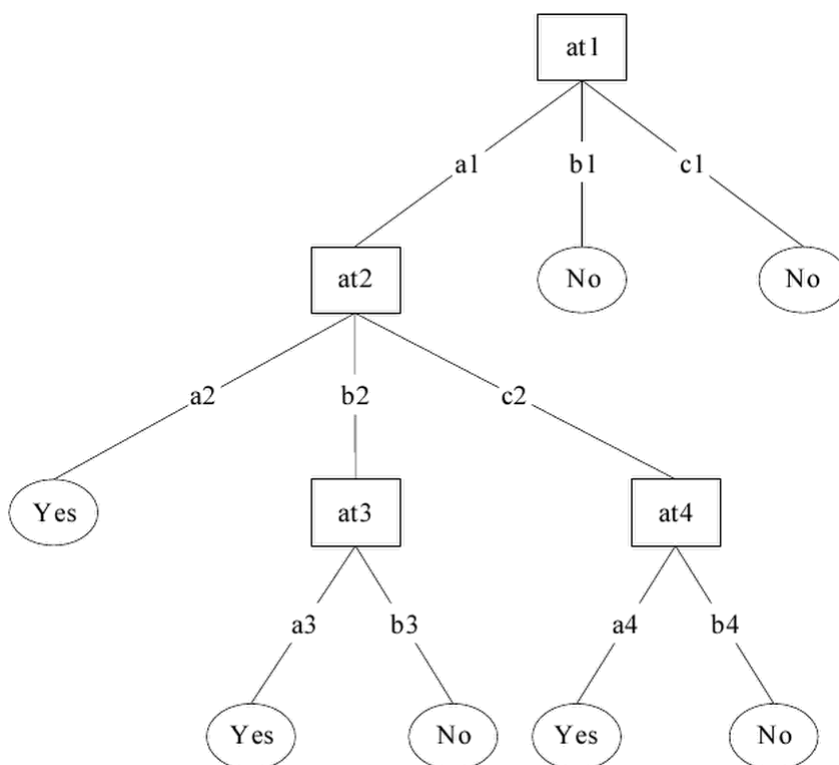 at1
a1 b1 c1
at2 No No
a2 b2 c2
Yes at3 at4
a3 b3 a4 b4
Yes No Yes No